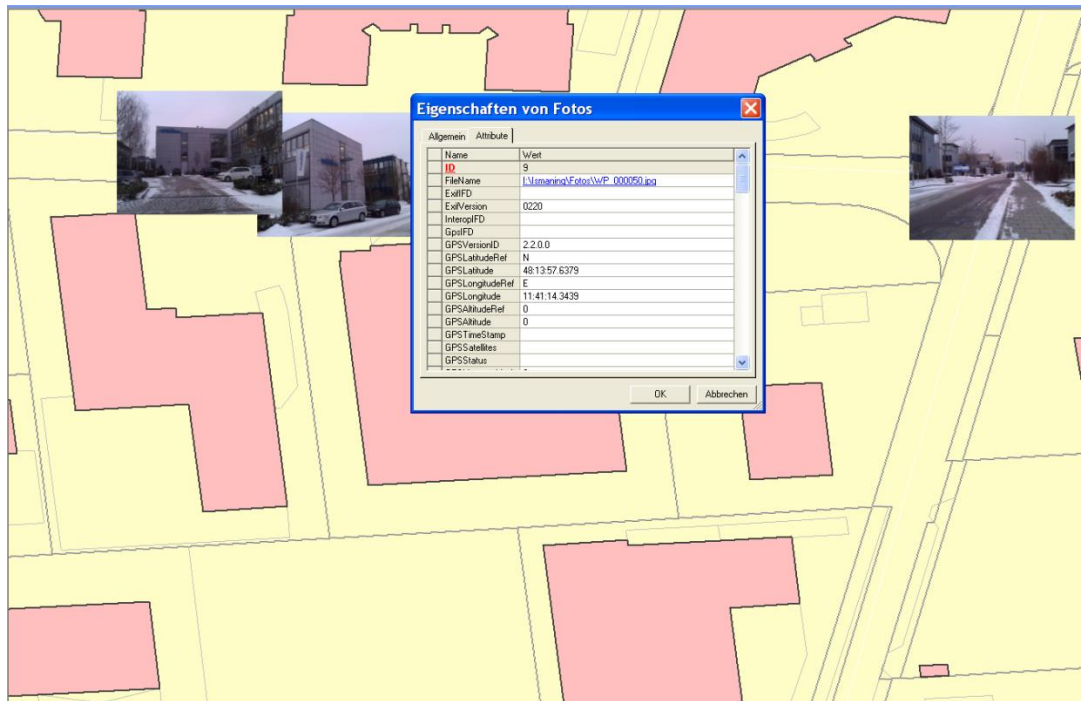 Eigenschaften von Fotos
Allgemein Attribute
Name Wert
ID 9
FileName I:\Ismaning\Fotos\WP_000050.jpg
ExifIFD
ExifVersion 0220
InteropIFD
GpsIFD
GPSVersionID 2.2.0.0
GPSLatitudeRef N
GPSLatitude 48:13:57.6379
GPSLongitudeRef E
GPSLongitude 11:41:14.3439
GPSAltitudeRef 0
GPSAltitude 0
GPSTimeStamp
GPSSatellites
GPSStatus
OK Abbrechen